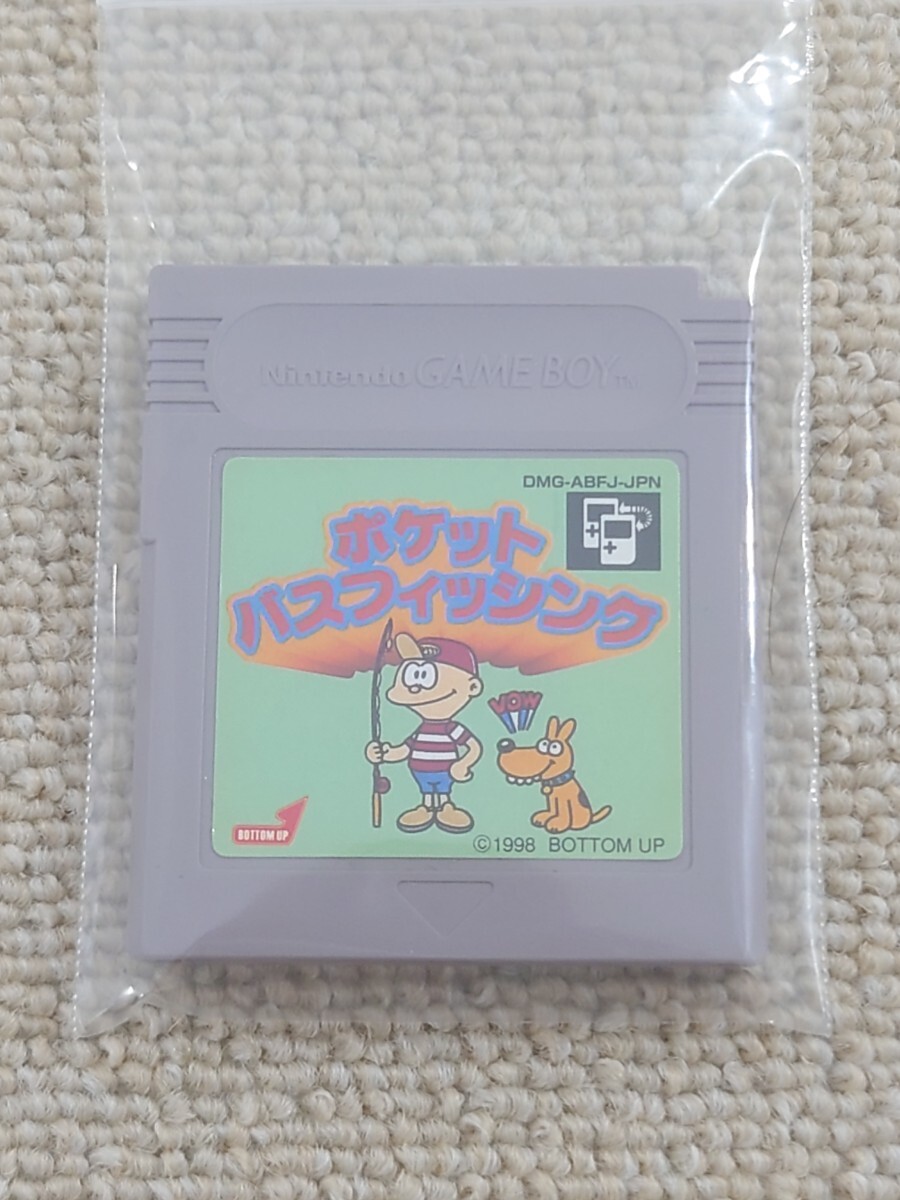 Nintendo GAME BOY™
DMG-ABFJ-JPN
ポケット
バスフィッシング
VOW
BOTTOM UP
©1998 BOTTOM UP